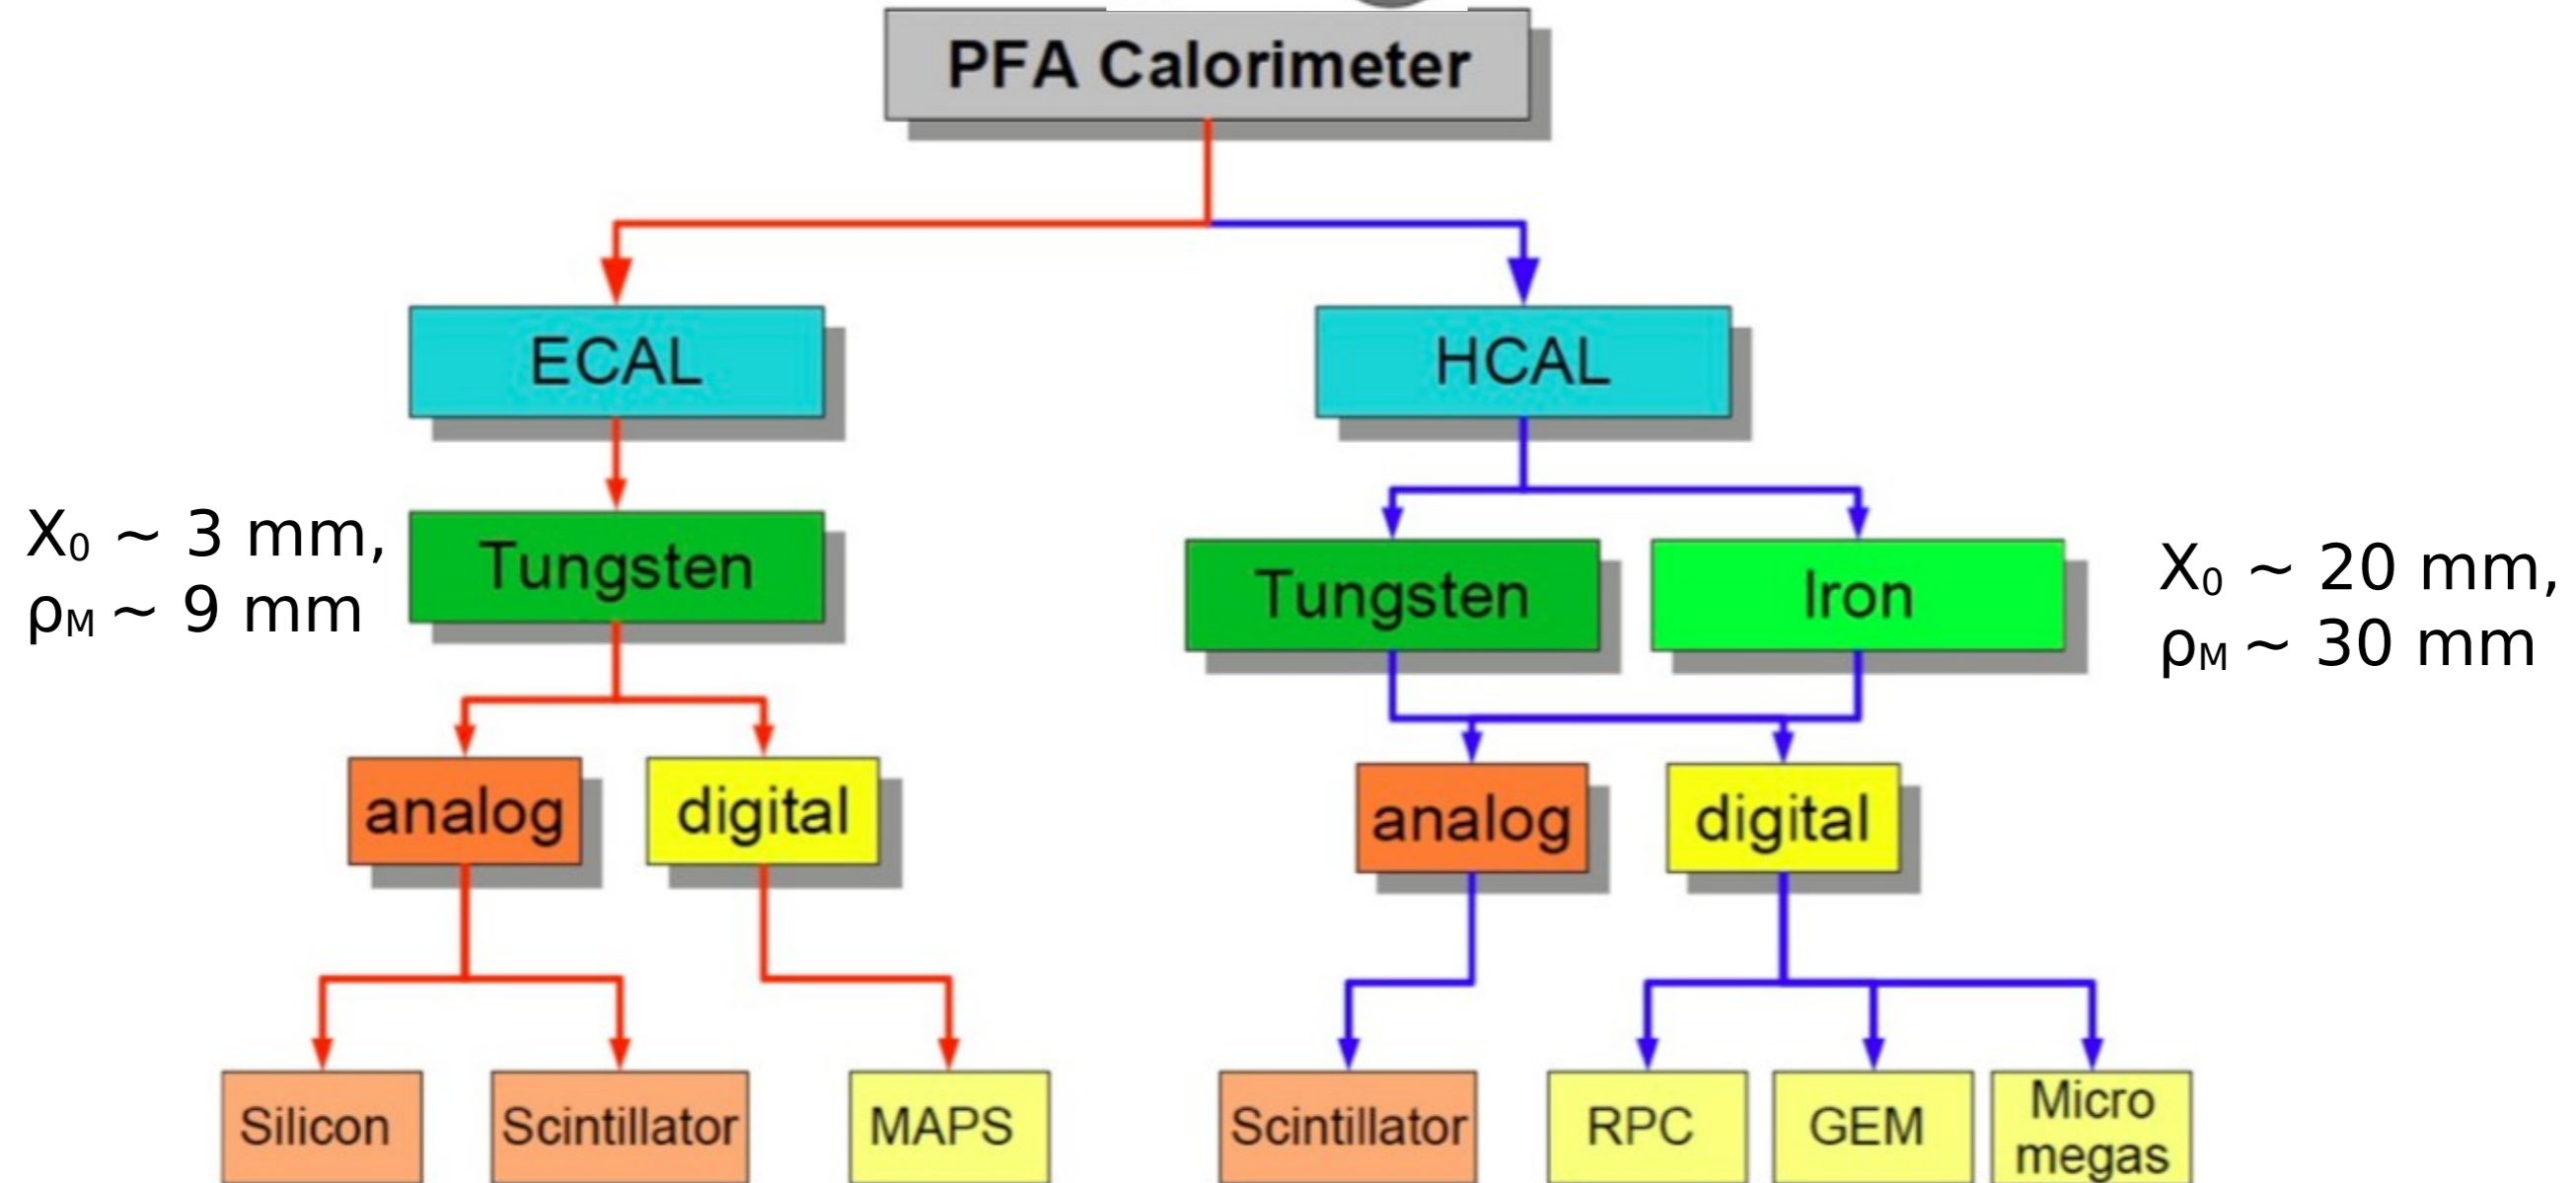 PFA Calorimeter
ECAL
HCAL
X₀ ~ 3 mm,
ρM ~ 9 mm
Tungsten
Tungsten
Iron
X₀ ~ 20 mm,
ρM ~ 30 mm
analog
digital
analog
digital
Silicon
Scintillator
MAPS
Scintillator
RPC
GEM
Micro
megas